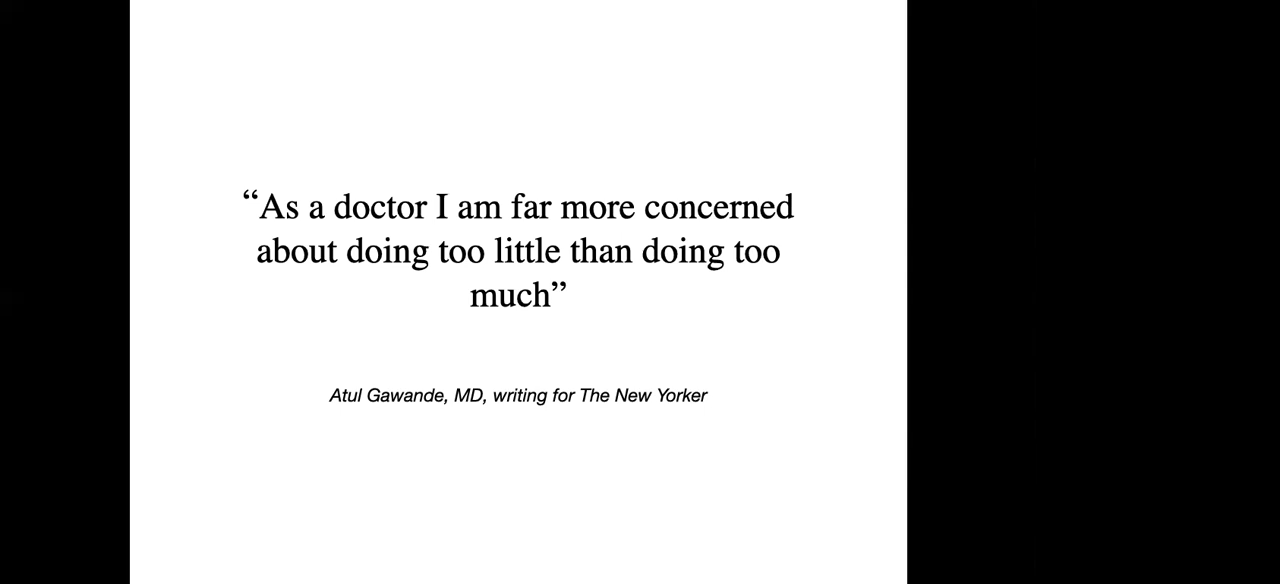 “As a doctor I am far more concerned
about doing too little than doing too
much”
Atul Gawande, MD, writing for The New Yorker